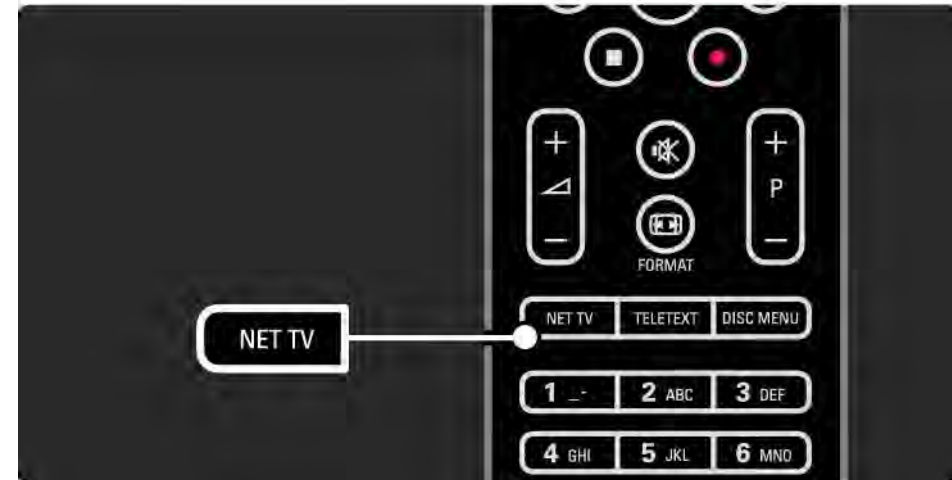 + +
P
- -
FORMAT
NET TV TELETEXT DISC MENU
NET TV
1 _- 2 ABC 3 DEF
4 GHI 5 JKL 6 MNO